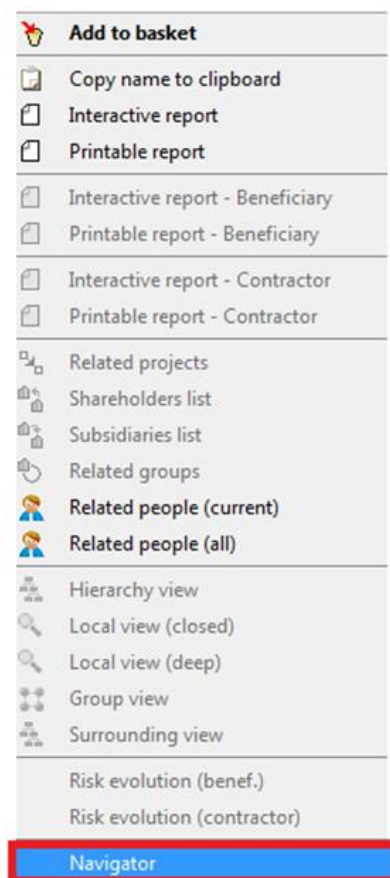 Add to basket
Copy name to clipboard
Interactive report
Printable report
Interactive report - Beneficiary
Printable report - Beneficiary
Interactive report - Contractor
Printable report - Contractor
Related projects
Shareholders list
Subsidiaries list
Related groups
Related people (current)
Related people (all)
Hierarchy view
Local view (closed)
Local view (deep)
Group view
Surrounding view
Risk evolution (benef.)
Risk evolution (contractor)
Navigator